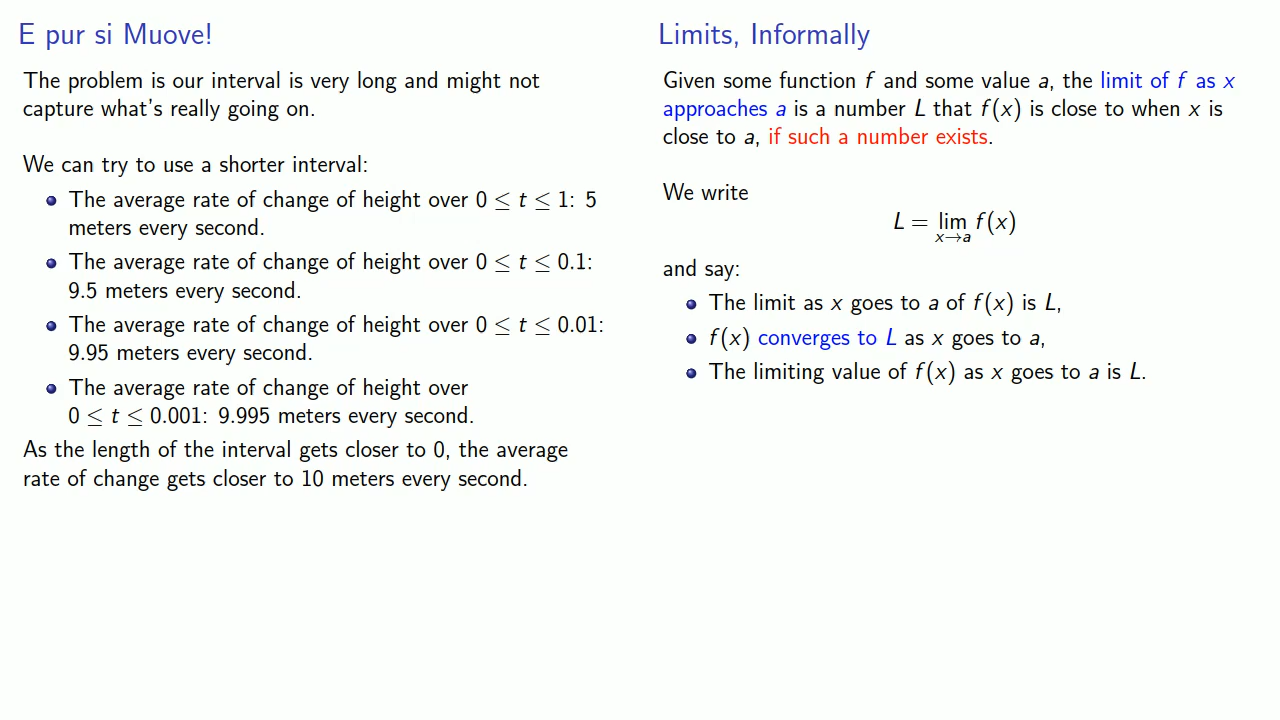 E pur si Muove!
The problem is our interval is very long and might not
capture what's really going on.
We can try to use a shorter interval:
The average rate of change of height over 0 ≤ t ≤ 1: 5
meters every second.
The average rate of change of height over 0 ≤ t ≤ 0.1:
9.5 meters every second.
The average rate of change of height over 0 ≤ t ≤ 0.01:
9.95 meters every second.
The average rate of change of height over
0 ≤ t ≤ 0.001: 9.995 meters every second.
As the length of the interval gets closer to 0, the average
rate of change gets closer to 10 meters every second.
Limits, Informally
Given some function f and some value a, the limit of f as x
approaches a is a number L that f(x) is close to when x is
close to a, if such a number exists.
We write
L = lim f(x)
x→a
and say:
The limit as x goes to a of f(x) is L,
f(x) converges to L as x goes to a,
The limiting value of f(x) as x goes to a is L.